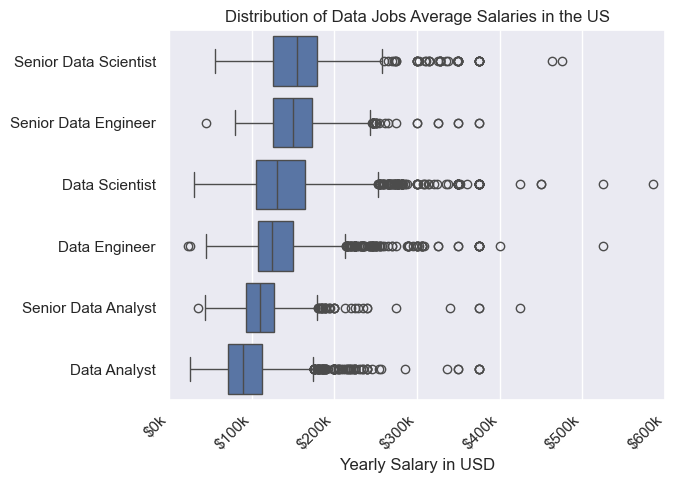 Distribution of Data Jobs Average Salaries in the US
Senior Data Scientist
Senior Data Engineer
Data Scientist
Data Engineer
Senior Data Analyst
Data Analyst
$0k
$100k
$200k
$300k
$400k
$500k
$600k
Yearly Salary in USD